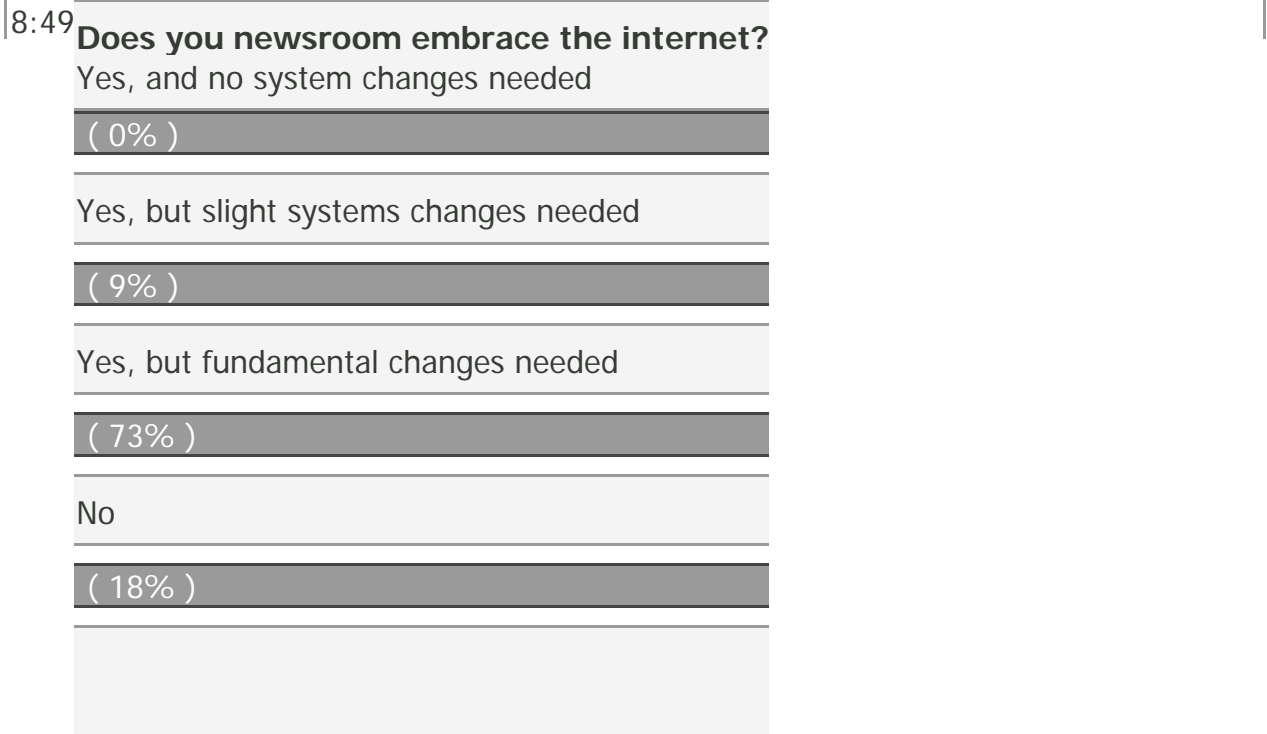 8:49
Does you newsroom embrace the internet?
Yes, and no system changes needed
( 0% )
Yes, but slight systems changes needed
( 9% )
Yes, but fundamental changes needed
( 73% )
No
( 18% )